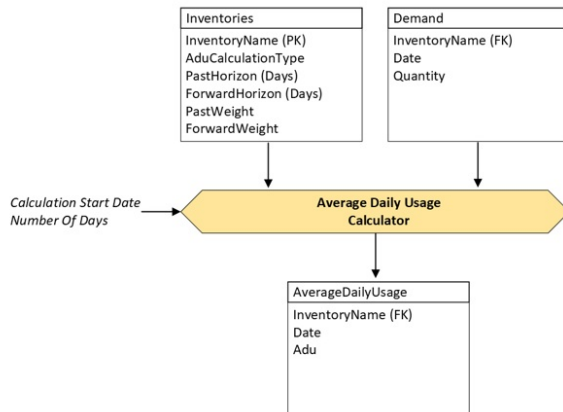 Inventories
InventoryName (PK)
AduCalculationType
PastHorizon (Days)
ForwardHorizon (Days)
PastWeight
ForwardWeight
Demand
InventoryName (FK)
Date
Quantity
Calculation Start Date
Number Of Days
Average Daily Usage
Calculator
AverageDailyUsage
InventoryName (FK)
Date
Adu